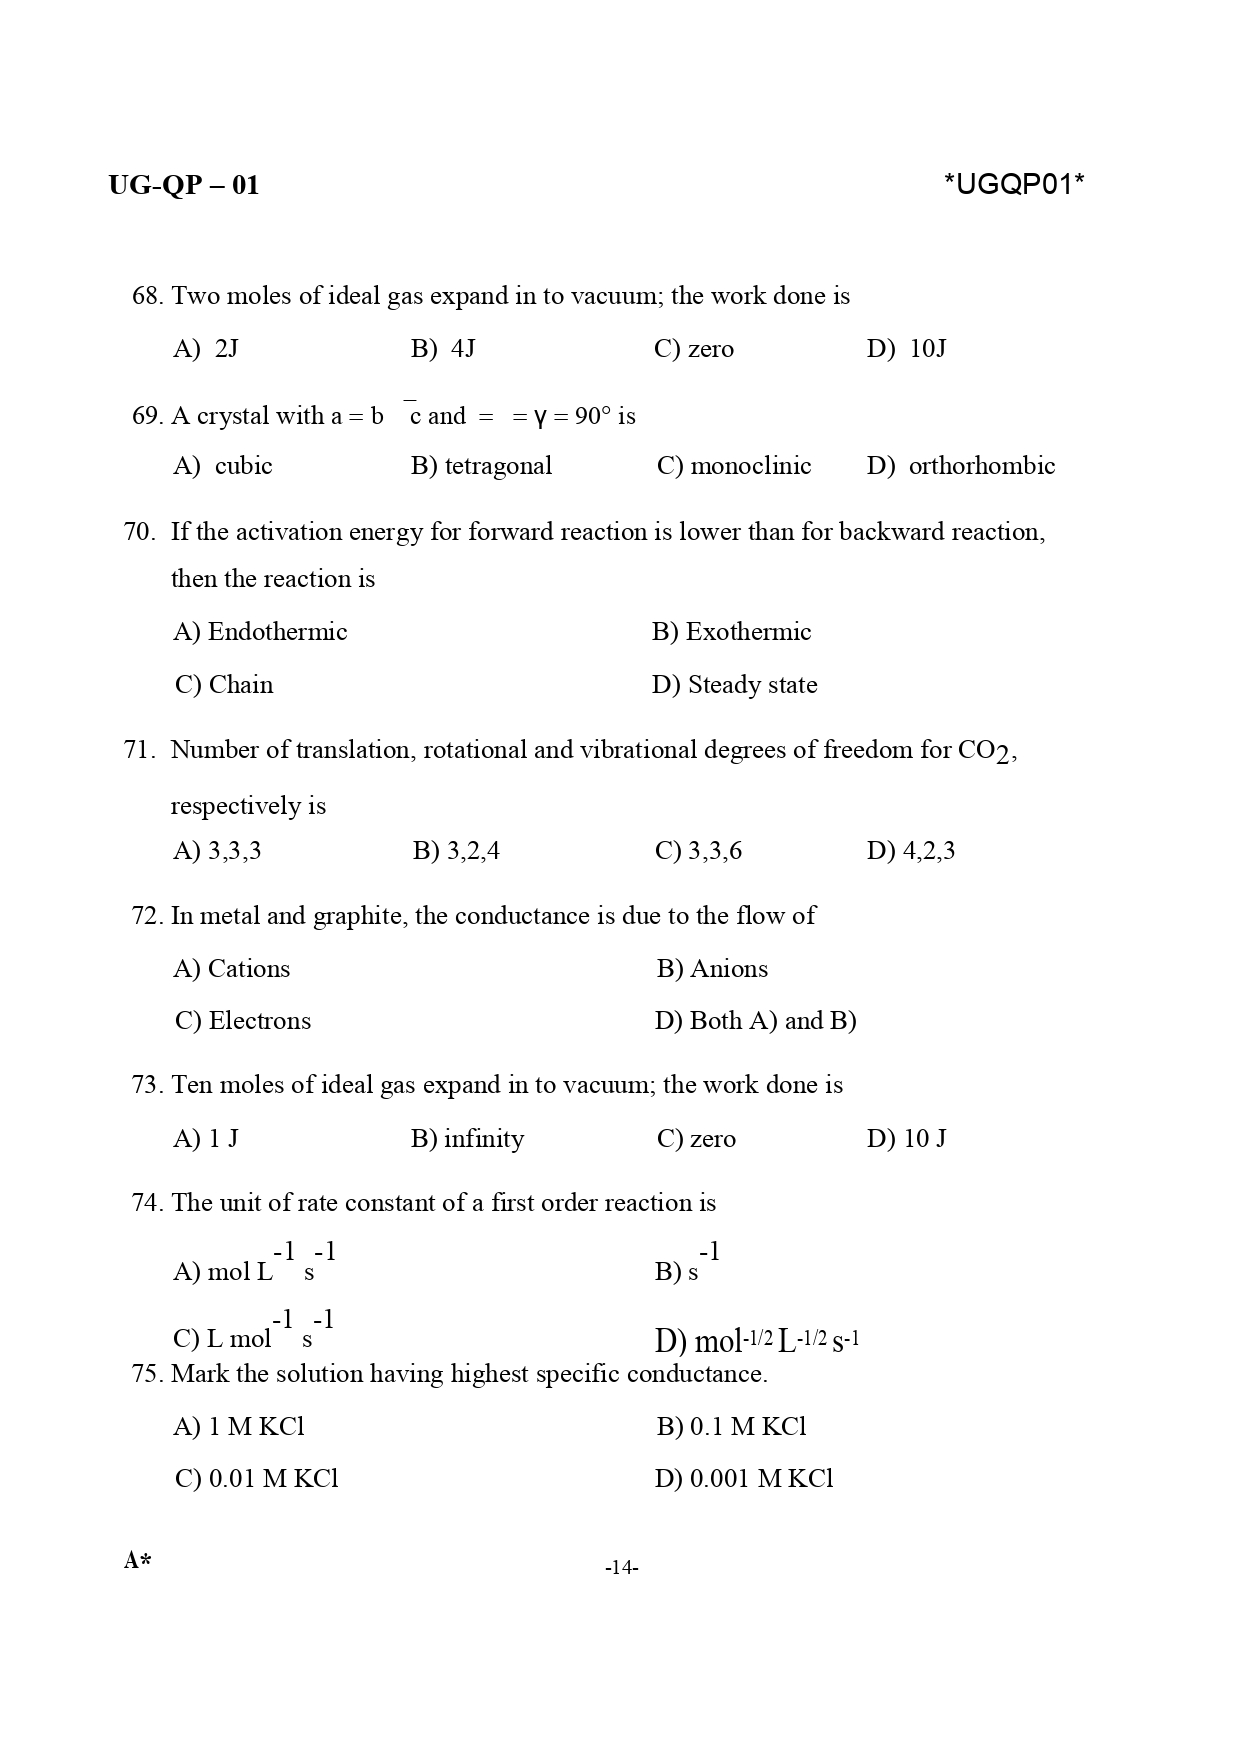 UG-QP – 01 *UGQP01*
68. Two moles of ideal gas expand in to vacuum; the work done is
A) 2J B) 4J C) zero D) 10J
69. A crystal with a = b ¯c and = = γ = 90° is
A) cubic B) tetragonal C) monoclinic D) orthorhombic
70. If the activation energy for forward reaction is lower than for backward reaction,
then the reaction is
A) Endothermic B) Exothermic
C) Chain D) Steady state
71. Number of translation, rotational and vibrational degrees of freedom for CO2,
respectively is
A) 3,3,3 B) 3,2,4 C) 3,3,6 D) 4,2,3
72. In metal and graphite, the conductance is due to the flow of
A) Cations B) Anions
C) Electrons D) Both A) and B)
73. Ten moles of ideal gas expand in to vacuum; the work done is
A) 1 J B) infinity C) zero D) 10 J
74. The unit of rate constant of a first order reaction is
A) mol L-1 s-1 B) s-1
C) L mol-1 s-1 D) mol-1/2 L-1/2 s-1
75. Mark the solution having highest specific conductance.
A) 1 M KCl B) 0.1 M KCl
C) 0.01 M KCl D) 0.001 M KCl
A* -14-